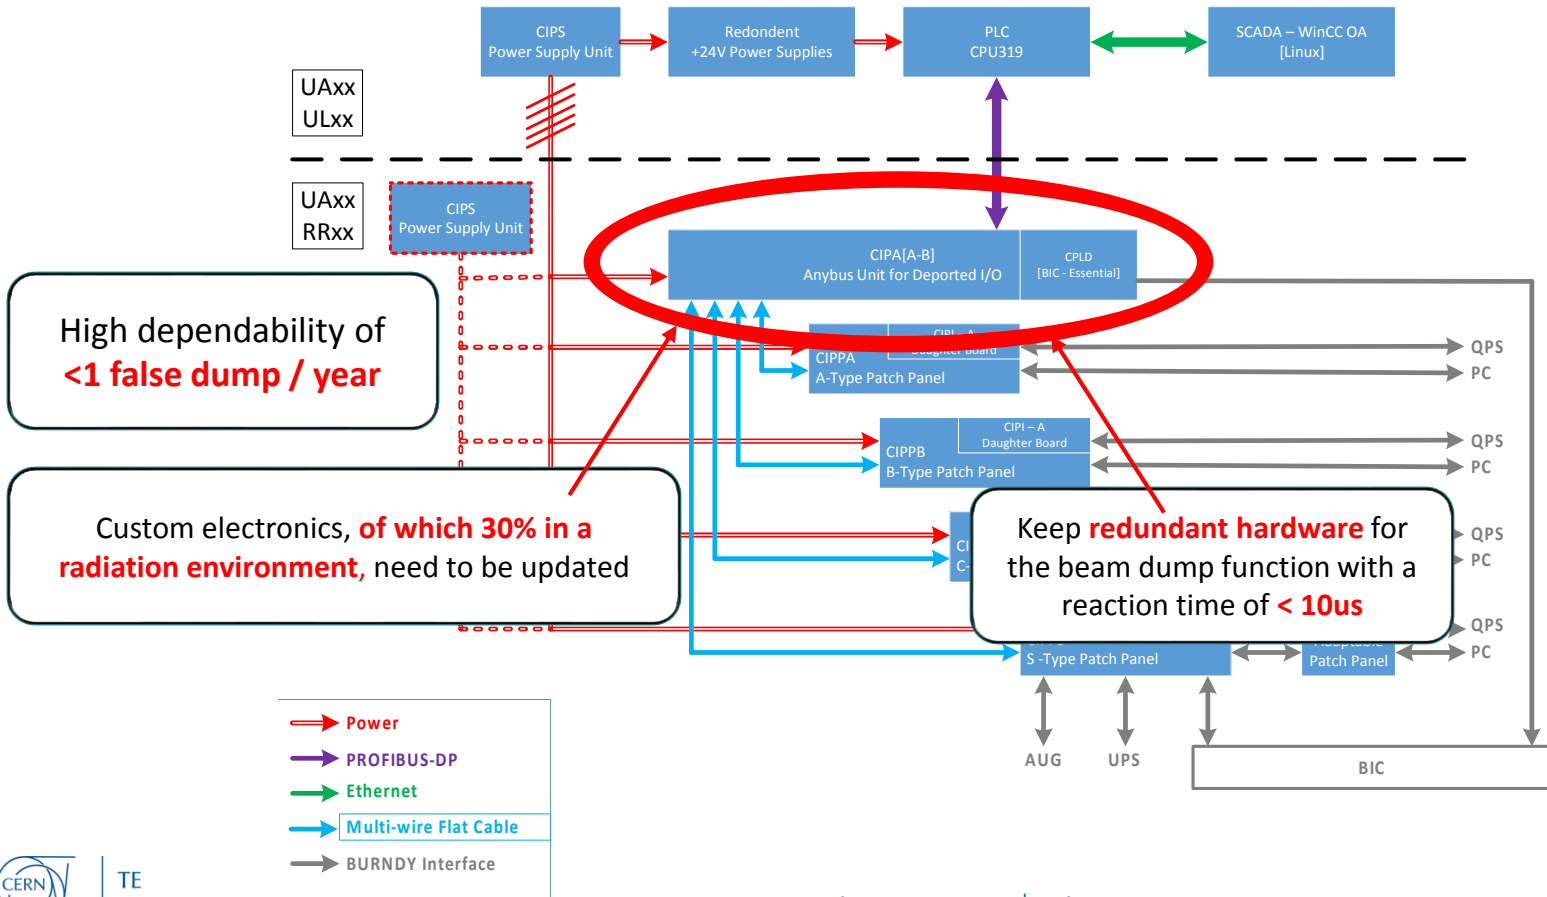 CIPS
Power Supply Unit
Redondent
+24V Power Supplies
PLC
CPU319
SCADA – WinCC OA
[Linux]
UAxx
ULxx
UAxx
RRxx
CIPS
Power Supply Unit
CIPA[A-B]
Anybus Unit for Deported I/O
CPLD
[BIC - Essential]
High dependability of
<1 false dump / year
CIPI – A
Daughter Board
CIPPA
A-Type Patch Panel
QPS
PC
CIPI – A
Daughter Board
CIPPB
B-Type Patch Panel
QPS
PC
Custom electronics, of which 30% in a
radiation environment, need to be updated
CI
C-
Keep redundant hardware for
the beam dump function with a
reaction time of < 10us
QPS
PC
QPS
PC
S -Type Patch Panel
Adaptable
Patch Panel
AUG
UPS
BIC
Power
PROFIBUS-DP
Ethernet
Multi-wire Flat Cable
BURNDY Interface
CERN
TE